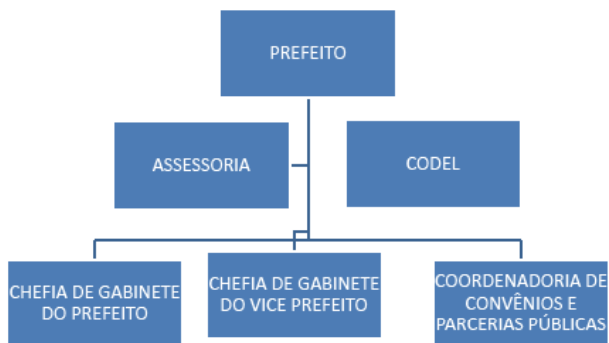 PREFEITO
ASSESSORIA
CODEL
CHEFIA DE GABINETE
DO PREFEITO
CHEFIA DE GABINETE
DO VICE PREFEITO
COORDENADORIA DE
CONVÊNIOS E
PARCERIAS PÚBLICAS